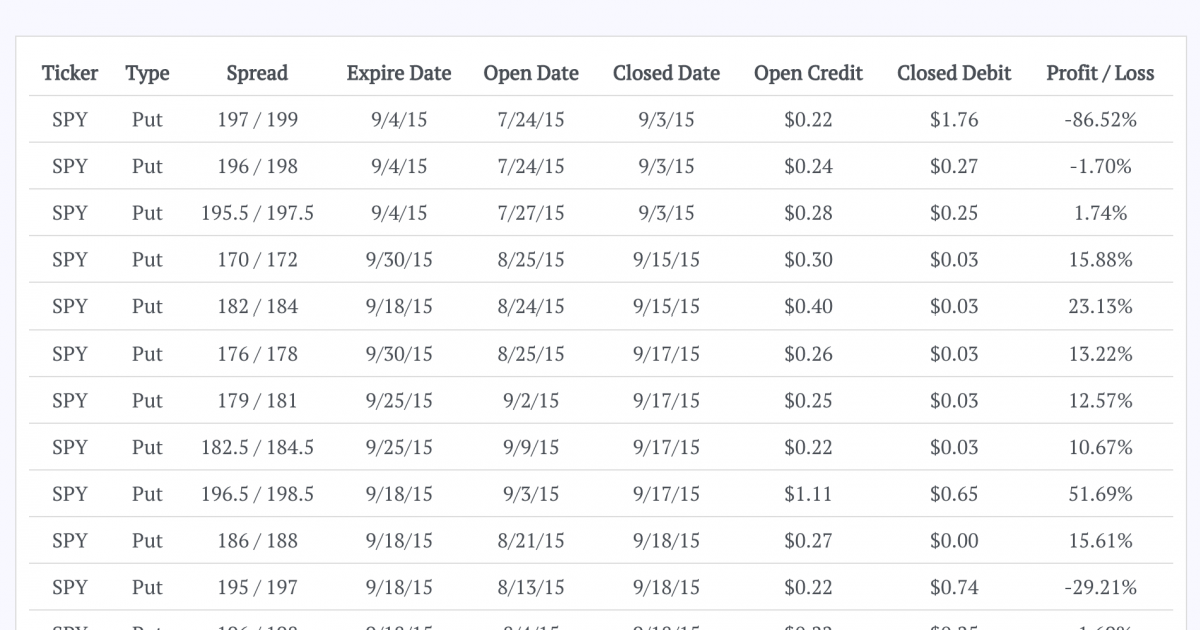 Ticker Type Spread Expire Date Open Date Closed Date Open Credit Closed Debit Profit / Loss
SPY Put 197 / 199 9/4/15 7/24/15 9/3/15 $0.22 $1.76 -86.52%
SPY Put 196 / 198 9/4/15 7/24/15 9/3/15 $0.24 $0.27 -1.70%
SPY Put 195.5 / 197.5 9/4/15 7/27/15 9/3/15 $0.28 $0.25 1.74%
SPY Put 170 / 172 9/30/15 8/25/15 9/15/15 $0.30 $0.03 15.88%
SPY Put 182 / 184 9/18/15 8/24/15 9/15/15 $0.40 $0.03 23.13%
SPY Put 176 / 178 9/30/15 8/25/15 9/17/15 $0.26 $0.03 13.22%
SPY Put 179 / 181 9/25/15 9/2/15 9/17/15 $0.25 $0.03 12.57%
SPY Put 182.5 / 184.5 9/25/15 9/9/15 9/17/15 $0.22 $0.03 10.67%
SPY Put 196.5 / 198.5 9/18/15 9/3/15 9/17/15 $1.11 $0.65 51.69%
SPY Put 186 / 188 9/18/15 8/21/15 9/18/15 $0.27 $0.00 15.61%
SPY Put 195 / 197 9/18/15 8/13/15 9/18/15 $0.22 $0.74 -29.21%